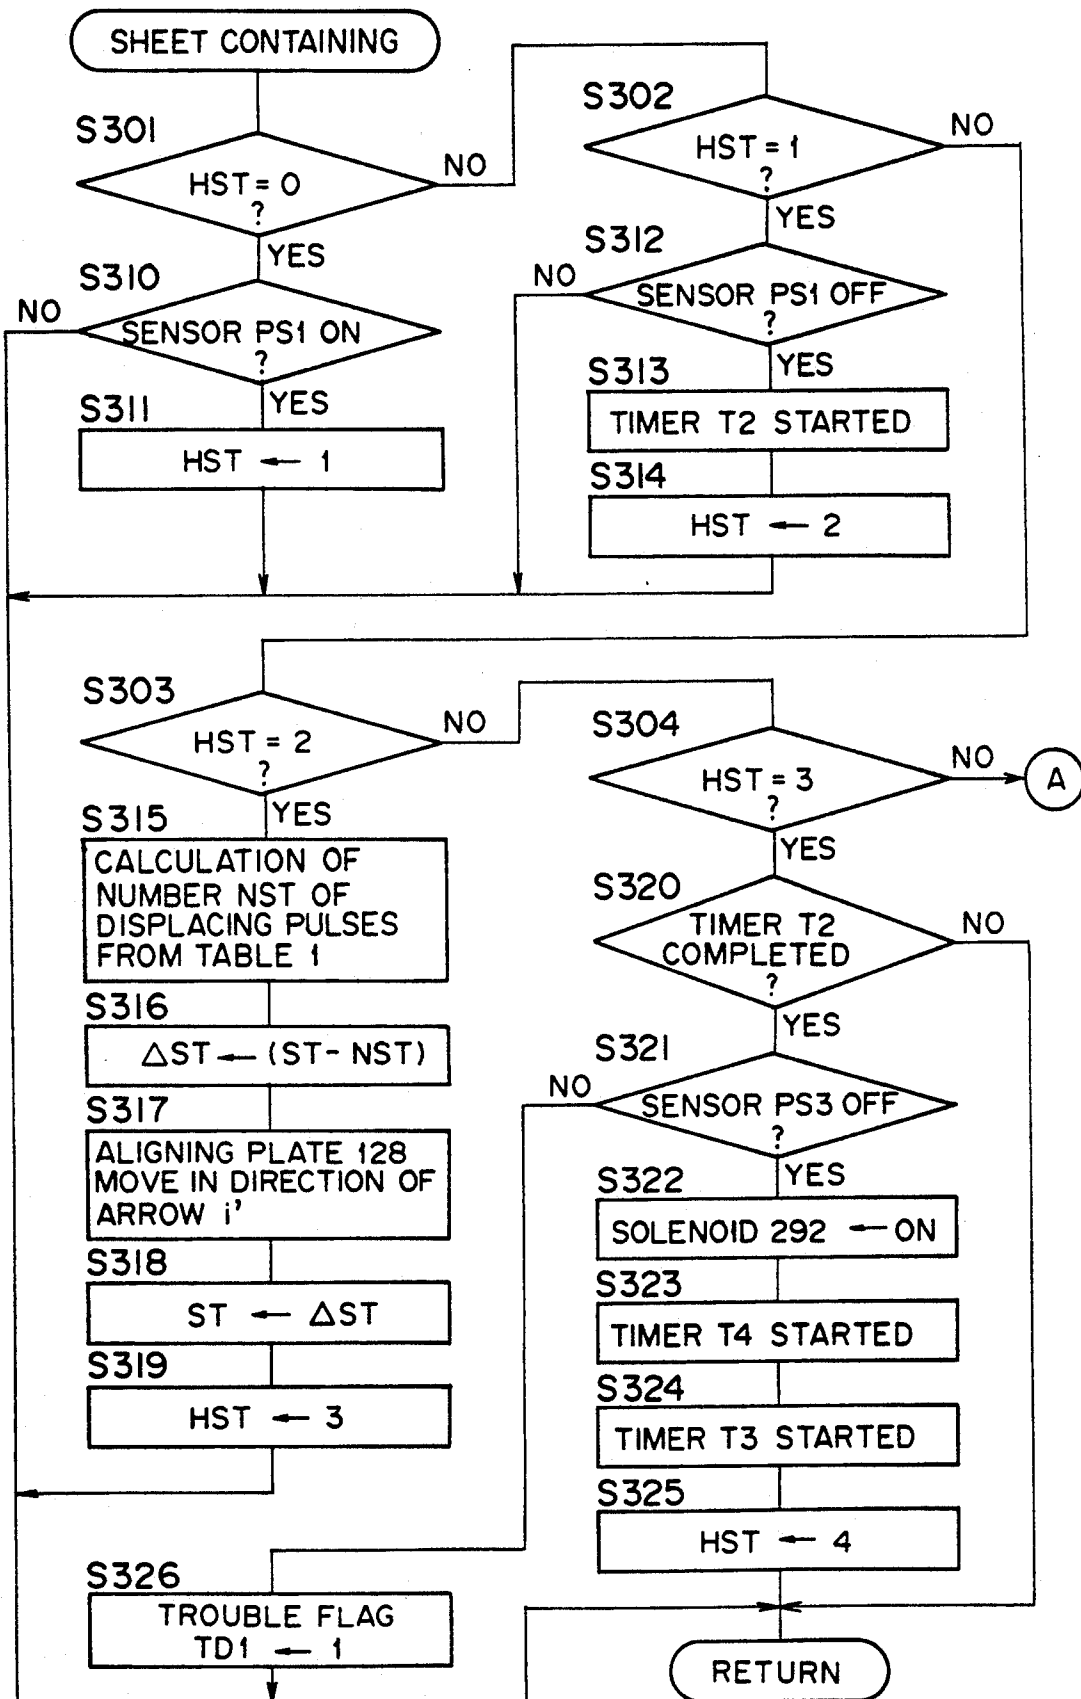 SHEET CONTAINING
S301
HST = 0
?
NO
YES
S302
HST = 1
?
NO
YES
S310
SENSOR PS1 ON
?
NO
YES
S311
HST ← 1
S312
SENSOR PS1 OFF
?
NO
YES
S313
TIMER T2 STARTED
S314
HST ← 2
S303
HST = 2
?
NO
YES
S304
HST = 3
?
NO
A
YES
S315
CALCULATION OF
NUMBER NST OF
DISPLACING PULSES
FROM TABLE 1
S316
△ST ← (ST- NST)
S317
ALIGNING PLATE 128
MOVE IN DIRECTION OF
ARROW i'
S318
ST ← △ST
S319
HST ← 3
S320
TIMER T2
COMPLETED
?
NO
YES
S321
SENSOR PS3 OFF
?
NO
YES
S322
SOLENOID 292 ← ON
S323
TIMER T4 STARTED
S324
TIMER T3 STARTED
S325
HST ← 4
S326
TROUBLE FLAG
TD1 ← 1
RETURN